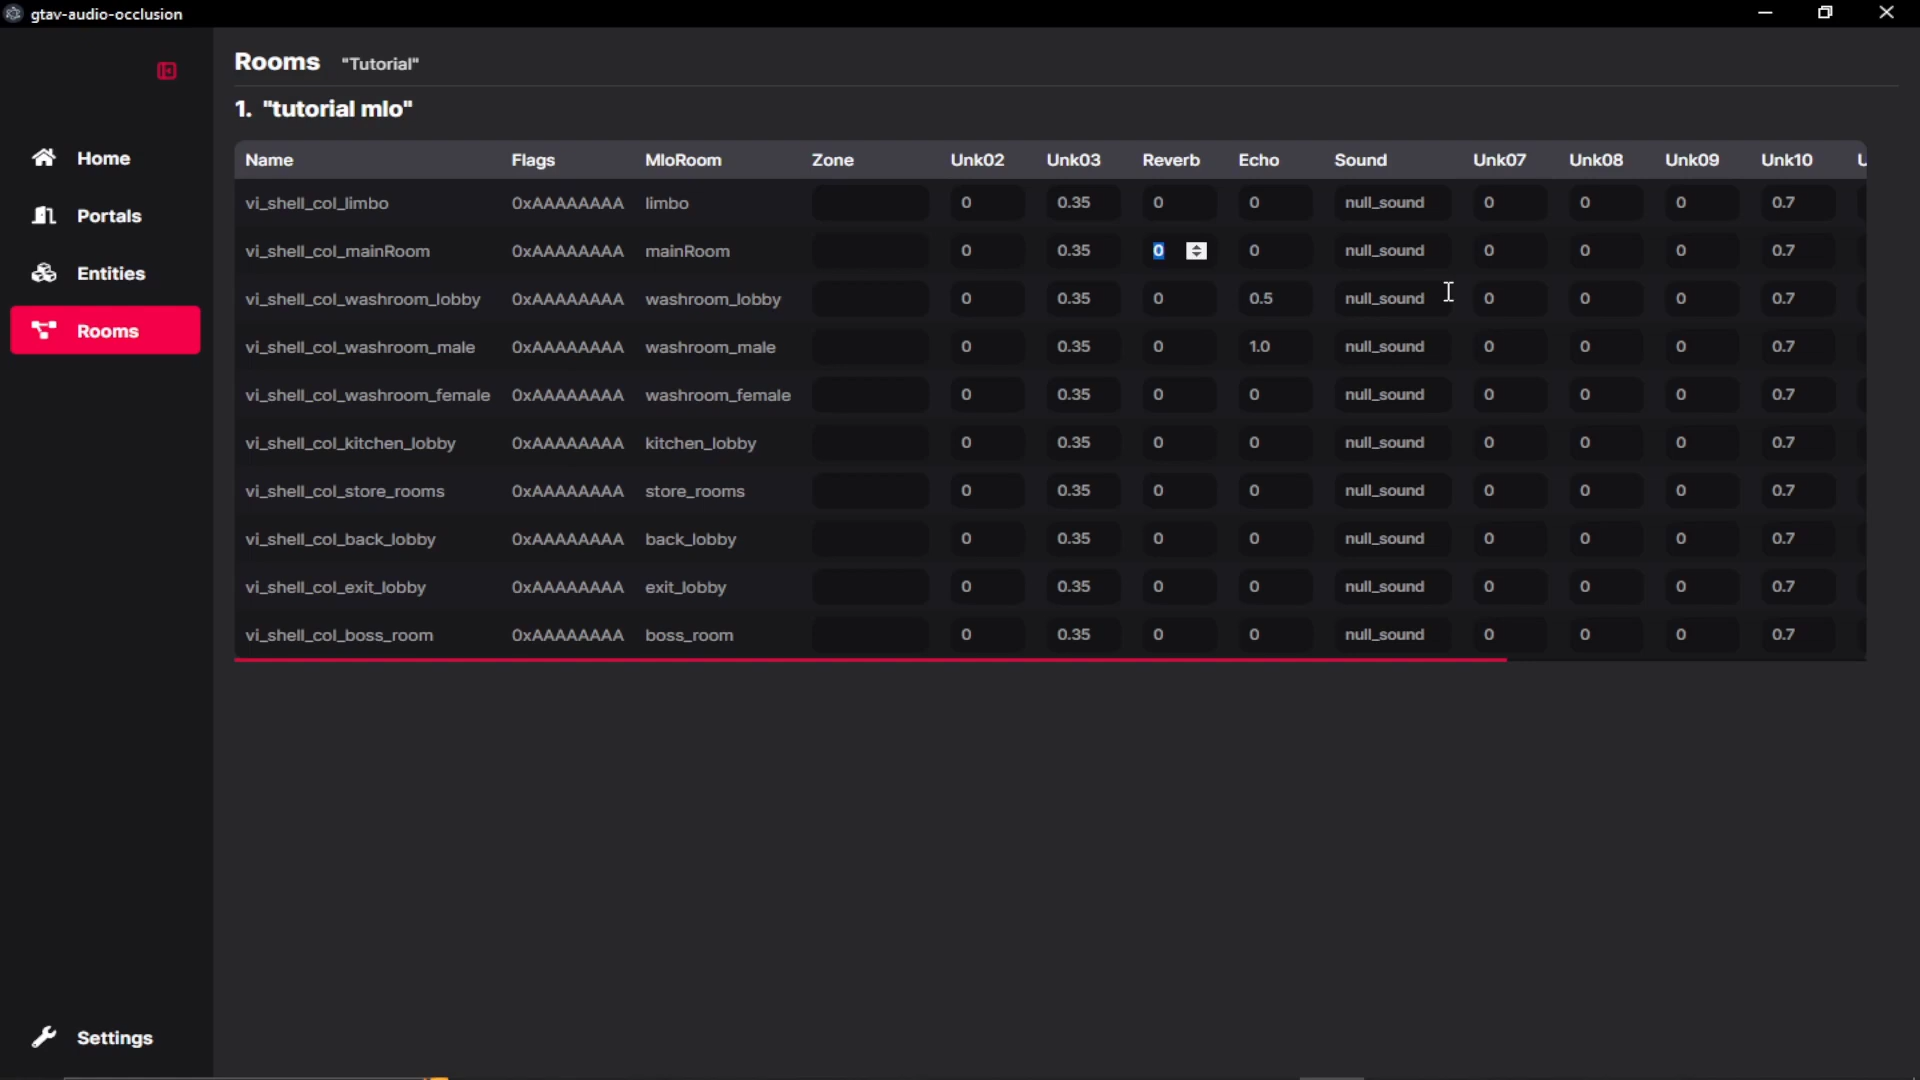 gtav-audio-occlusion
Rooms "Tutorial"
1. "tutorial mlo"
Home
Portals
Entities
Rooms
Settings
Name Flags MloRoom Zone Unk02 Unk03 Reverb Echo Sound Unk07 Unk08 Unk09 Unk10
vi_shell_col_limbo 0xAAAAAAAA limbo 0 0.35 0 0 null_sound 0 0 0 0.7
vi_shell_col_mainRoom 0xAAAAAAAA mainRoom 0 0.35 0 0 null_sound 0 0 0 0.7
vi_shell_col_washroom_lobby 0xAAAAAAAA washroom_lobby 0 0.35 0 0.5 null_sound 0 0 0 0.7
vi_shell_col_washroom_male 0xAAAAAAAA washroom_male 0 0.35 0 1.0 null_sound 0 0 0 0.7
vi_shell_col_washroom_female 0xAAAAAAAA washroom_female 0 0.35 0 0 null_sound 0 0 0 0.7
vi_shell_col_kitchen_lobby 0xAAAAAAAA kitchen_lobby 0 0.35 0 0 null_sound 0 0 0 0.7
vi_shell_col_store_rooms 0xAAAAAAAA store_rooms 0 0.35 0 0 null_sound 0 0 0 0.7
vi_shell_col_back_lobby 0xAAAAAAAA back_lobby 0 0.35 0 0 null_sound 0 0 0 0.7
vi_shell_col_exit_lobby 0xAAAAAAAA exit_lobby 0 0.35 0 0 null_sound 0 0 0 0.7
vi_shell_col_boss_room 0xAAAAAAAA boss_room 0 0.35 0 0 null_sound 0 0 0 0.7